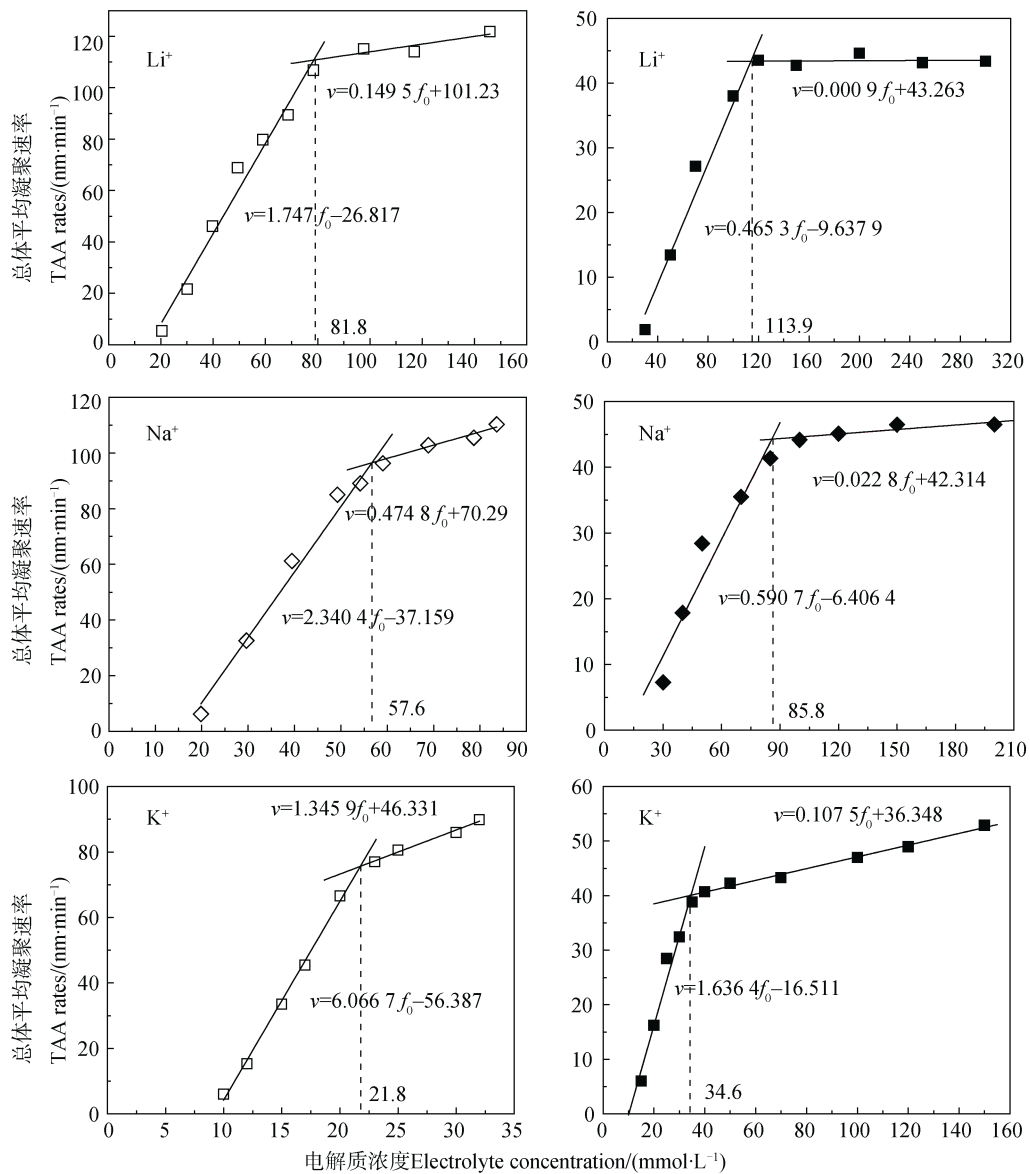 总体平均凝聚速率
TAA rates/(nm·min⁻¹)
Li⁺
v=0.149 5 f₀+101.23
v=1.747 f₀–26.817
81.8
0 20 40 60 80 100 120
0 20 40 60 80 100 120 140 160
Li⁺
v=0.000 9 f₀+43.263
v=0.465 3 f₀–9.637 9
113.9
0 10 20 30 40 50
0 40 80 120 160 200 240 280 320
总体平均凝聚速率
TAA rates/(nm·min⁻¹)
Na⁺
v=0.474 8 f₀+70.29
v=2.340 4 f₀–37.159
57.6
0 20 40 60 80 100 120
0 10 20 30 40 50 60 70 80 90
Na⁺
v=0.022 8 f₀+42.314
v=0.590 7 f₀–6.406 4
85.8
0 10 20 30 40 50
0 30 60 90 120 150 180 210
总体平均凝聚速率
TAA rates/(nm·min⁻¹)
K⁺
v=1.345 9f₀+46.331
v=6.066 7 f₀–56.387
21.8
0 20 40 60 80 100
0 5 10 15 20 25 30 35
K⁺
v=0.107 5f₀+36.348
v=1.636 4f₀–16.511
34.6
0 10 20 30 40 50 60
0 20 40 60 80 100 120 140 160
电解质浓度Electrolyte concentration/(mmol·L⁻¹)